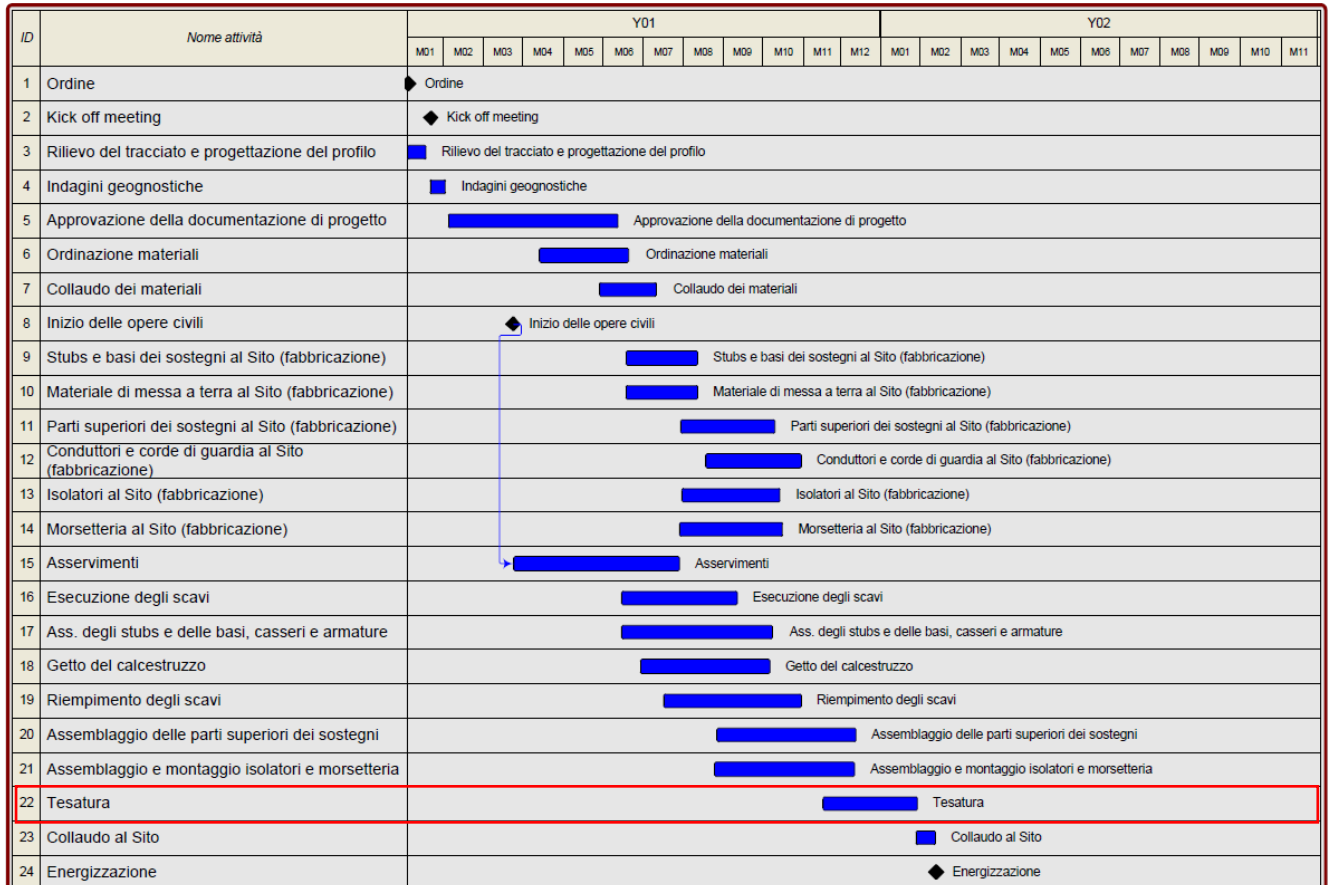 ID Nome attività Y01 Y02
M01 M02 M03 M04 M05 M06 M07 M08 M09 M10 M11 M12 M01 M02 M03 M04 M05 M06 M07 M08 M09 M10 M11
1 Ordine Ordine
2 Kick off meeting Kick off meeting
3 Rilievo del tracciato e progettazione del profilo Rilievo del tracciato e progettazione del profilo
4 Indagini geognostiche Indagini geognostiche
5 Approvazione della documentazione di progetto Approvazione della documentazione di progetto
6 Ordinazione materiali Ordinazione materiali
7 Collaudo dei materiali Collaudo dei materiali
8 Inizio delle opere civili Inizio delle opere civili
9 Stubs e basi dei sostegni al Sito (fabbricazione) Stubs e basi dei sostegni al Sito (fabbricazione)
10 Materiale di messa a terra al Sito (fabbricazione) Materiale di messa a terra al Sito (fabbricazione)
11 Parti superiori dei sostegni al Sito (fabbricazione) Parti superiori dei sostegni al Sito (fabbricazione)
12 Conduttori e corde di guardia al Sito
(fabbricazione) Conduttori e corde di guardia al Sito (fabbricazione)
13 Isolatori al Sito (fabbricazione) Isolatori al Sito (fabbricazione)
14 Morsetteria al Sito (fabbricazione) Morsetteria al Sito (fabbricazione)
15 Asservimenti Asservimenti
16 Esecuzione degli scavi Esecuzione degli scavi
17 Ass. degli stubs e delle basi, casseri e armature Ass. degli stubs e delle basi, casseri e armature
18 Getto del calcestruzzo Getto del calcestruzzo
19 Riempimento degli scavi Riempimento degli scavi
20 Assemblaggio delle parti superiori dei sostegni Assemblaggio delle parti superiori dei sostegni
21 Assemblaggio e montaggio isolatori e morsetteria Assemblaggio e montaggio isolatori e morsetteria
22 Tesatura Tesatura
23 Collaudo al Sito Collaudo al Sito
24 Energizzazione Energizzazione